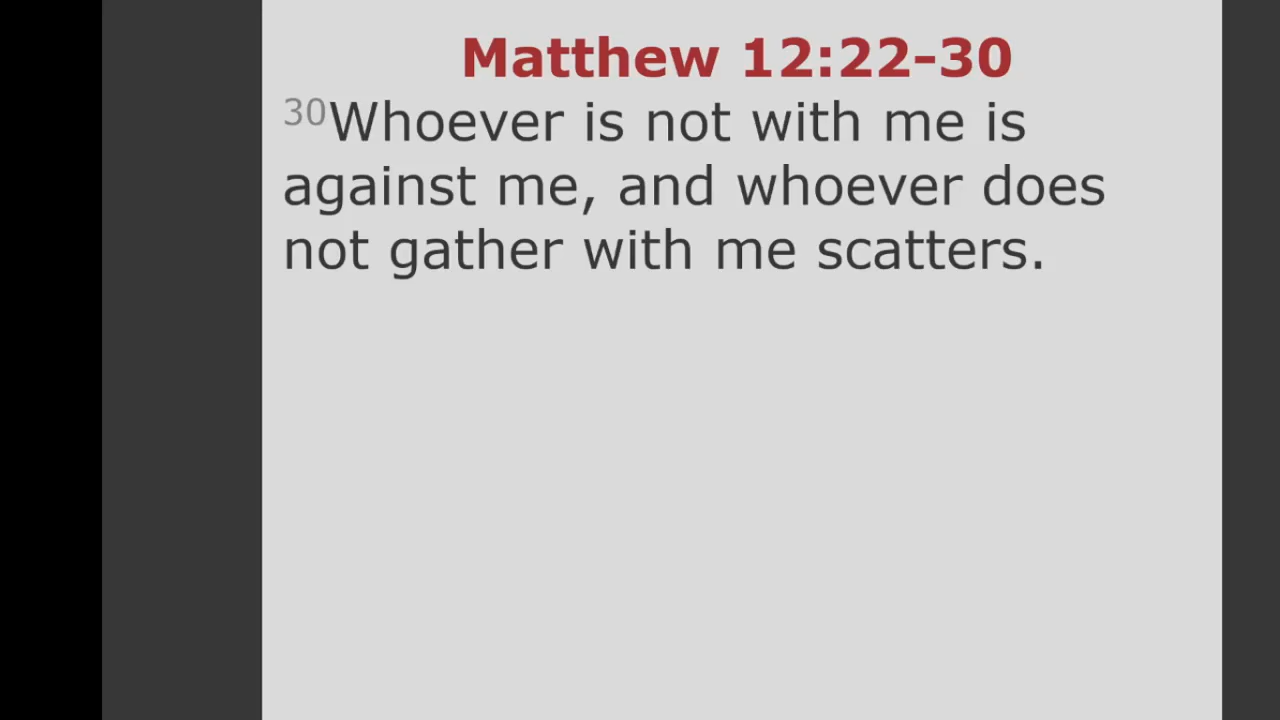 Matthew 12:22-30
30Whoever is not with me is
against me, and whoever does
not gather with me scatters.